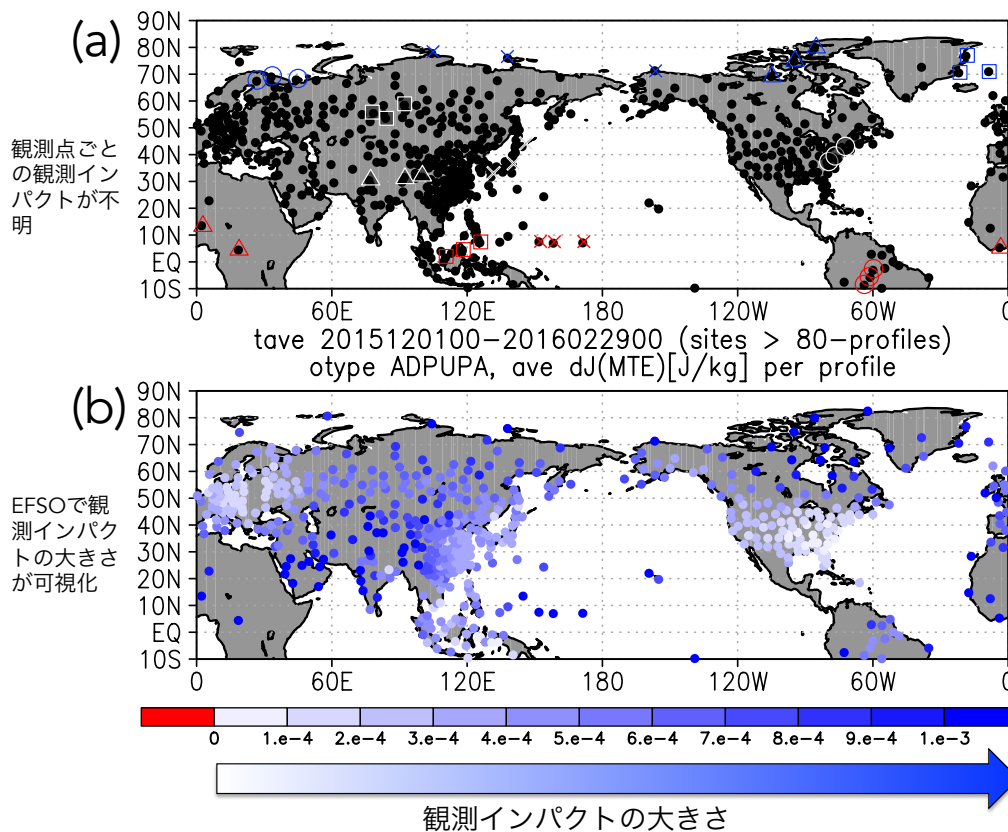 (a)
90N
80N
70N
60N
50N
40N
30N
20N
10N
EQ
10S
0 60E 120E 180 120W 60W 0
観測点ごと
の観測イン
パクトが不
明
tave 2015120100-2016022900 (sites > 80-profiles)
otype ADPUPA, ave dJ(MTE)[J/kg] per profile
(b)
90N
80N
70N
60N
50N
40N
30N
20N
10N
EQ
10S
0 60E 120E 180 120W 60W 0
EFSOで観
測インパク
トの大きさ
が可視化
0 1.e-4 2.e-4 3.e-4 4.e-4 5.e-4 6.e-4 7.e-4 8.e-4 9.e-4 1.e-3
観測インパクトの大きさ